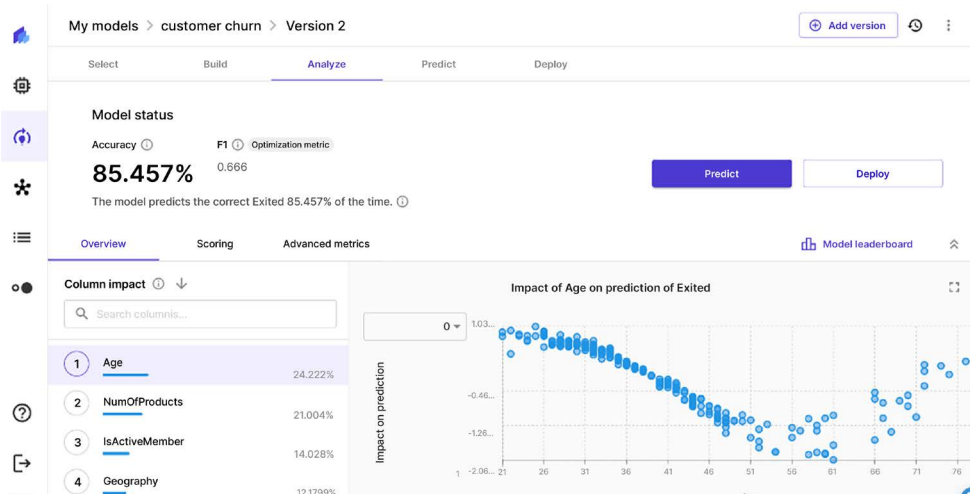 My models > customer churn > Version 2
Add version
Select Build Analyze Predict Deploy
Model status
Accuracy F1 Optimization metric
85.457% 0.666
The model predicts the correct Exited 85.457% of the time.
Predict Deploy
Overview Scoring Advanced metrics Model leaderboard
Column impact
Search columns...
1 Age
24.222%
2 NumOfProducts
21.004%
3 IsActiveMember
14.028%
4 Geography
12.1799%
Impact of Age on prediction of Exited
0
Impact on prediction
1.03...
-0.46...
-1.26...
-2.06...
1
21 26 31 36 41 46 51 56 61 66 71 76